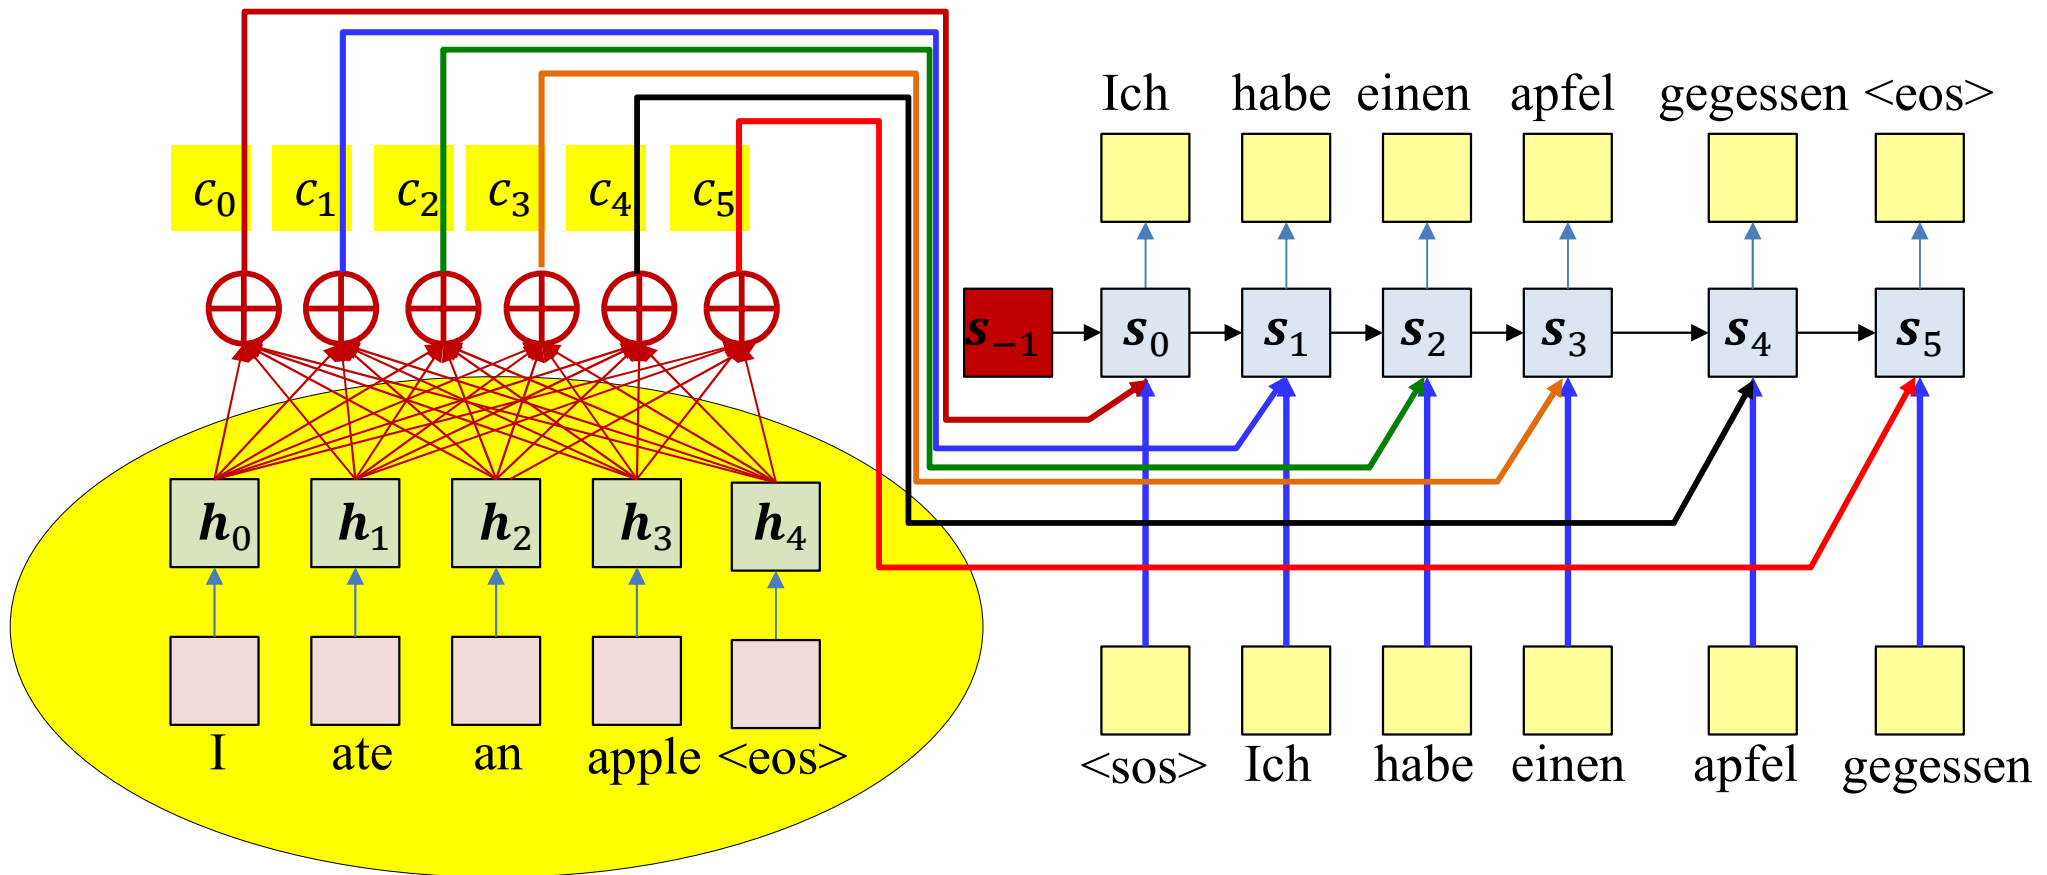 Ich habe einen apfel gegessen <eos>
c₀ c₁ c₂ c₃ c₄ c₅
s₋₁ s₀ s₁ s₂ s₃ s₄ s₅
h₀ h₁ h₂ h₃ h₄
I ate an apple <eos>
<sos> Ich habe einen apfel gegessen